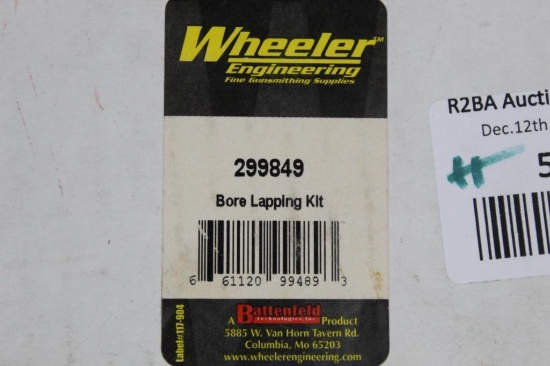 Wheeler™
Engineering
Fine Gunsmithing Supplies
299849
Bore Lapping Kit
6 61120 99489 3
A Battenfeld Product
Technologies, Inc.
5885 W. Van Horn Tavern Rd.
Columbia, Mo 65203
www.wheelerengineering.com
Label#117-904
R2BA Aucti
Dec.12th
5